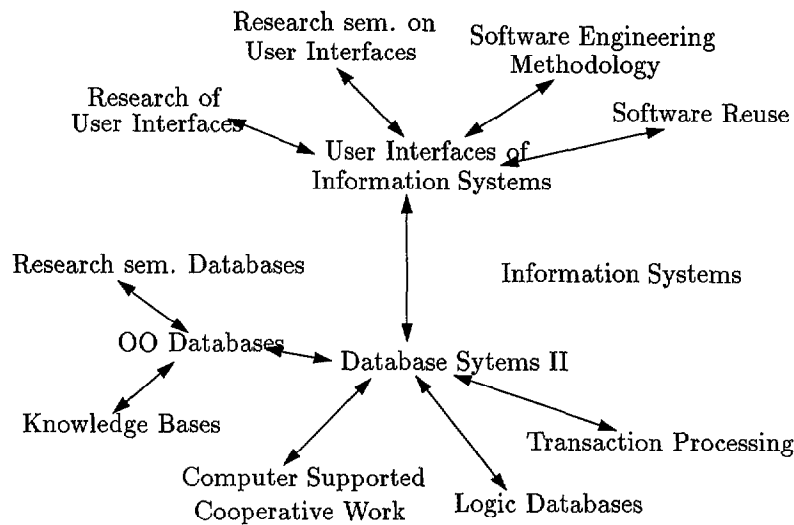 Research sem. on
User Interfaces
Software Engineering
Methodology
Research of
User Interfaces
Software Reuse
User Interfaces of
Information Systems
Research sem. Databases
Information Systems
OO Databases
Database Sytems II
Knowledge Bases
Transaction Processing
Computer Supported
Cooperative Work
Logic Databases